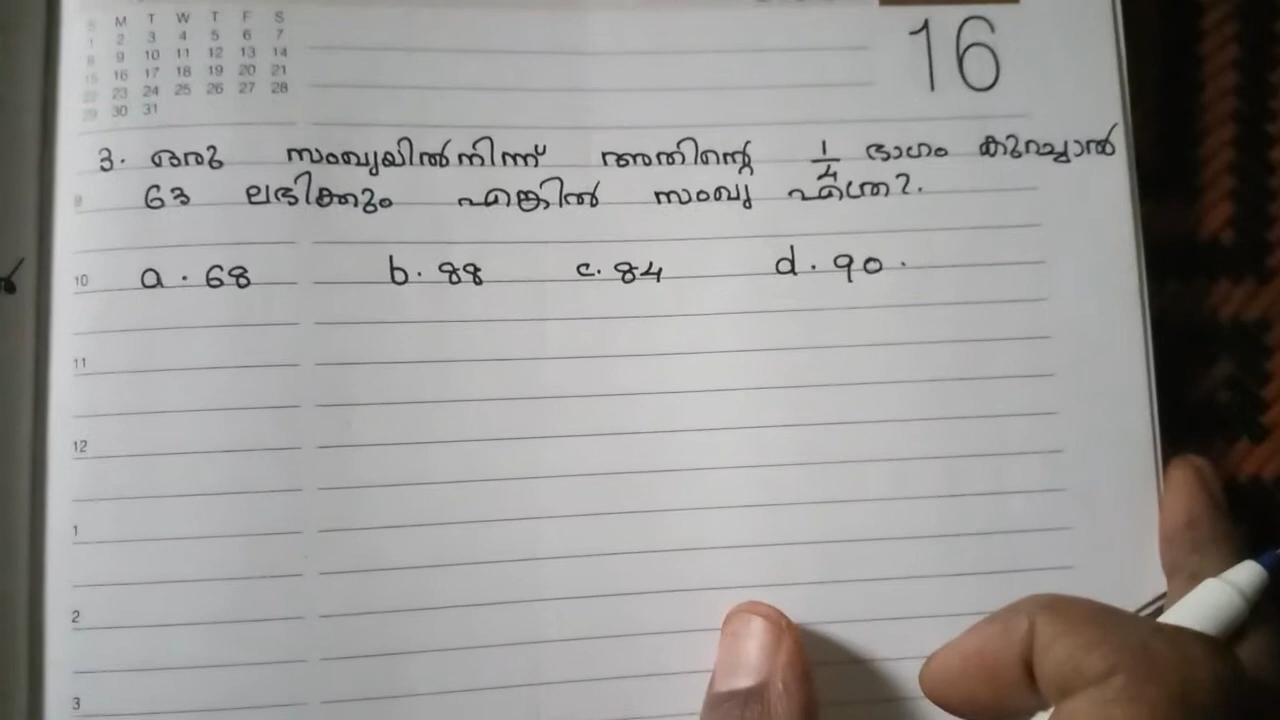 S M T W T F S
1 2 3 4 5 6 7
8 9 10 11 12 13 14
15 16 17 18 19 20 21
22 23 24 25 26 27 28
29 30 31
16
3. ഒരു സംഖ്യയിൽ നിന്ന് അതിന്റെ 1/4 ഭാഗം കുറച്ചാൽ
9 63 ലഭിക്കും എങ്കിൽ സംഖ്യ എത്ര?.
10 a. 68 b. 88 c. 84 d. 90.
11
12
1
2
3